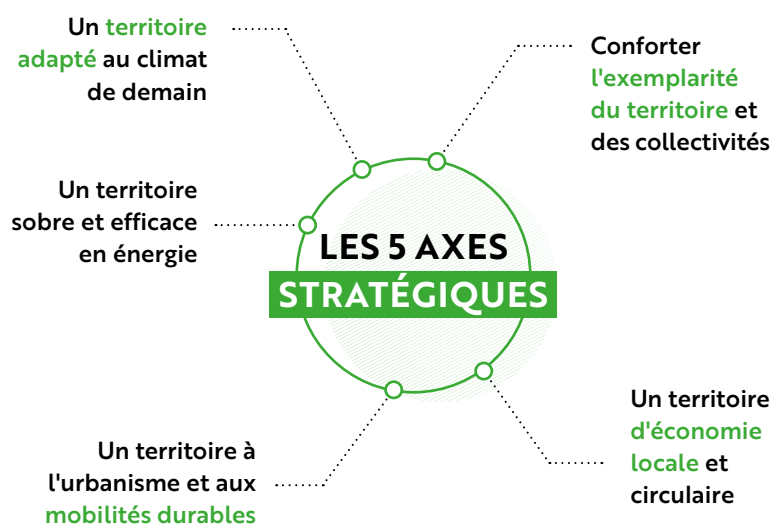 Un territoire
adapté au climat
de demain
Conforter
l'exemplarité
du territoire et
des collectivités
Un territoire
sobre et efficace
en énergie
LES 5 AXES
STRATÉGIQUES
Un territoire
d'économie
locale et
circulaire
Un territoire à
l'urbanisme et aux
mobilités durables